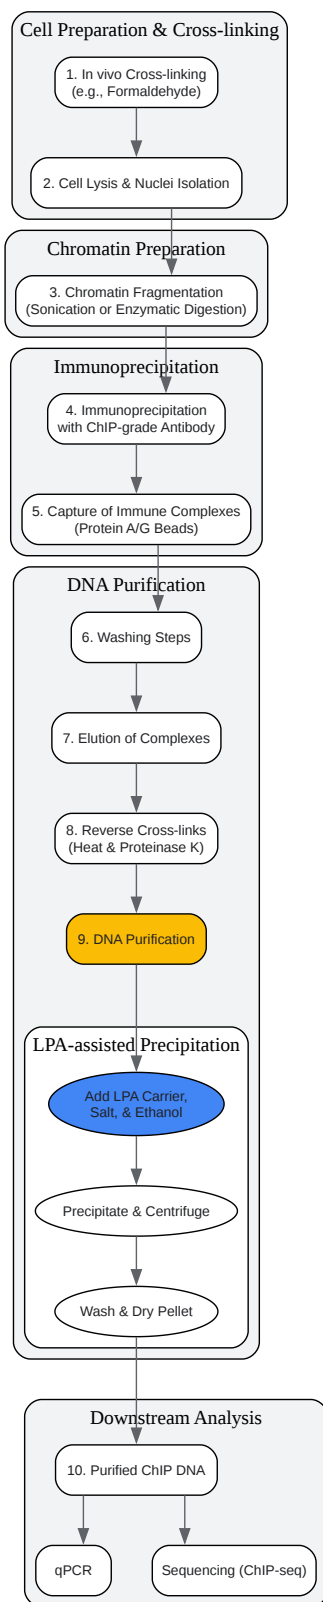 Cell Preparation & Cross-linking
1. In vivo Cross-linking
(e.g., Formaldehyde)
2. Cell Lysis & Nuclei Isolation
Chromatin Preparation
3. Chromatin Fragmentation
(Sonication or Enzymatic Digestion)
Immunoprecipitation
4. Immunoprecipitation
with ChIP-grade Antibody
5. Capture of Immune Complexes
(Protein A/G Beads)
DNA Purification
6. Washing Steps
7. Elution of Complexes
8. Reverse Cross-links
(Heat & Proteinase K)
9. DNA Purification
LPA-assisted Precipitation
Add LPA Carrier,
Salt, & Ethanol
Precipitate & Centrifuge
Wash & Dry Pellet
Downstream Analysis
10. Purified ChIP DNA
qPCR
Sequencing (ChIP-seq)